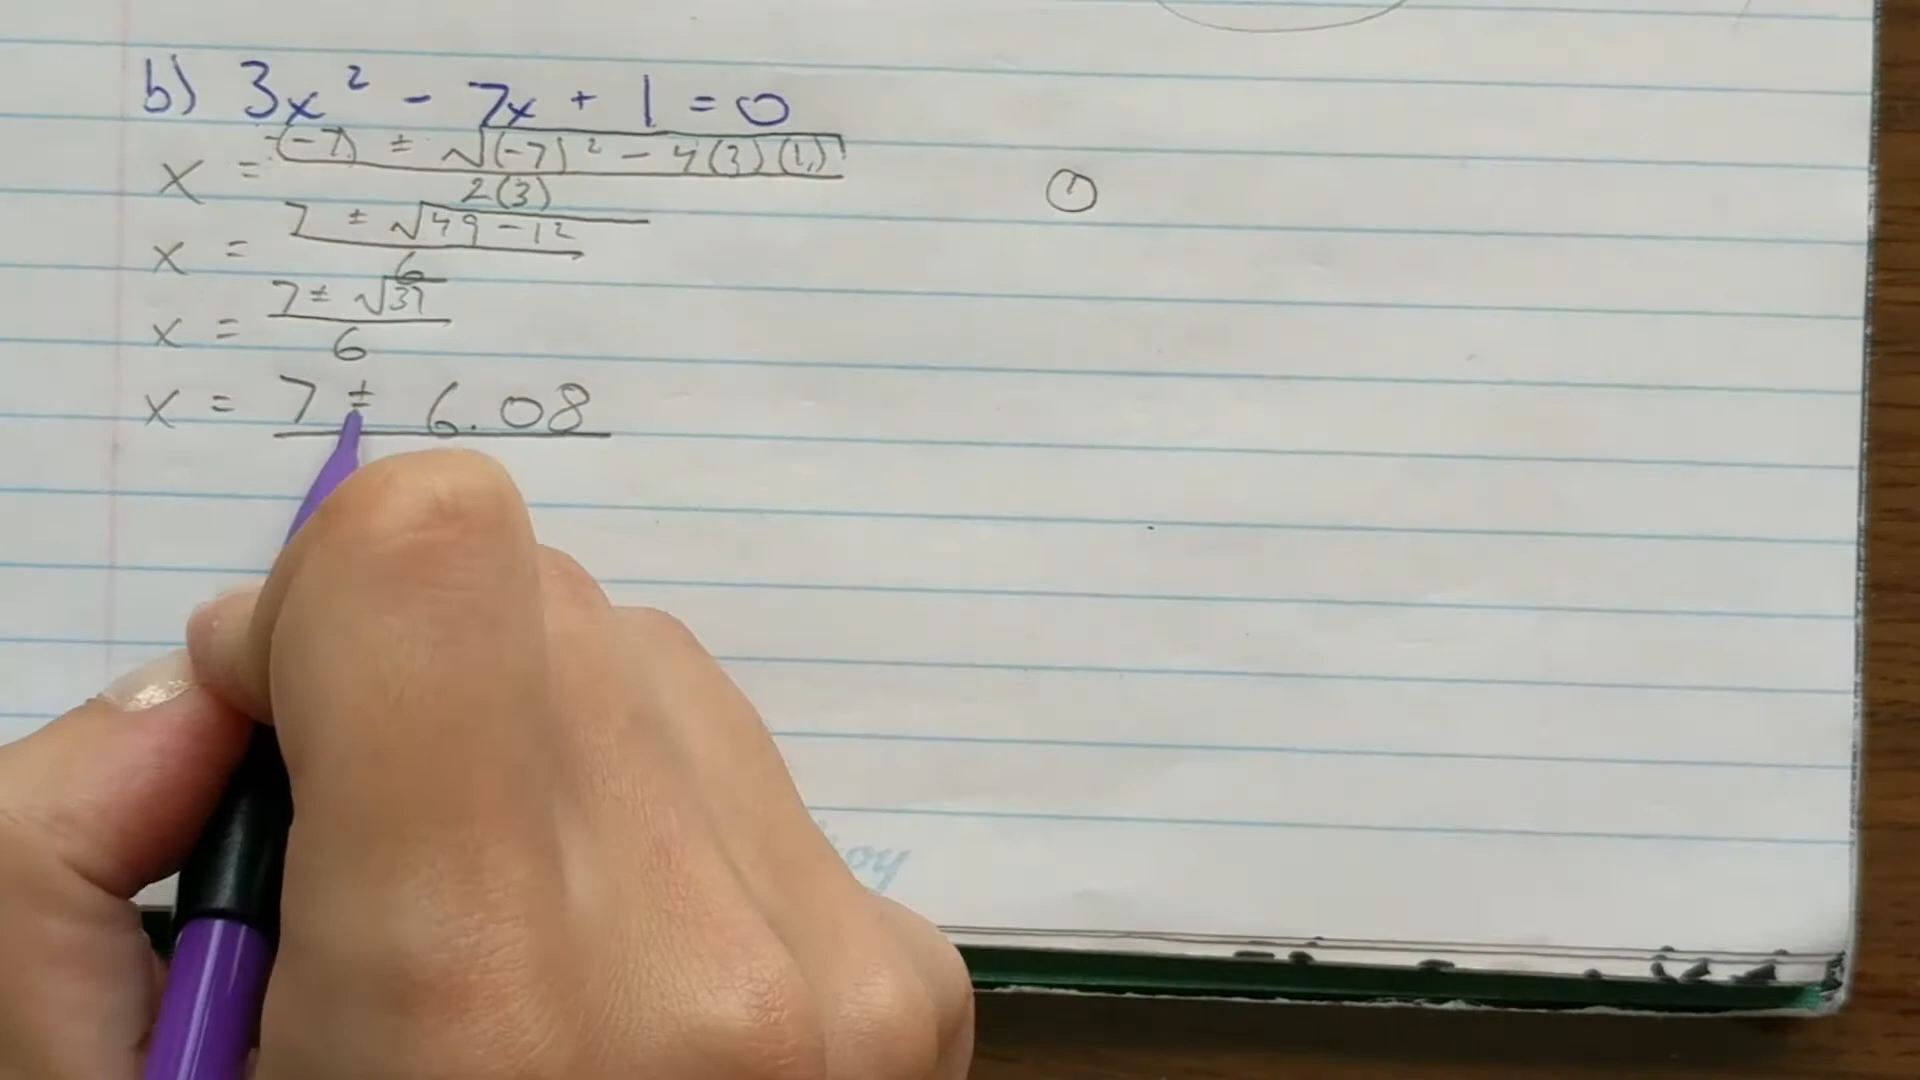 b) 3x² - 7x + 1 = 0
x = -(-7) ± √(-7)² - 4(3)(1)
2(3)
x = 7 ± √49 - 12
6
x = 7 ± √37
6
x = 7 ± 6.08
①